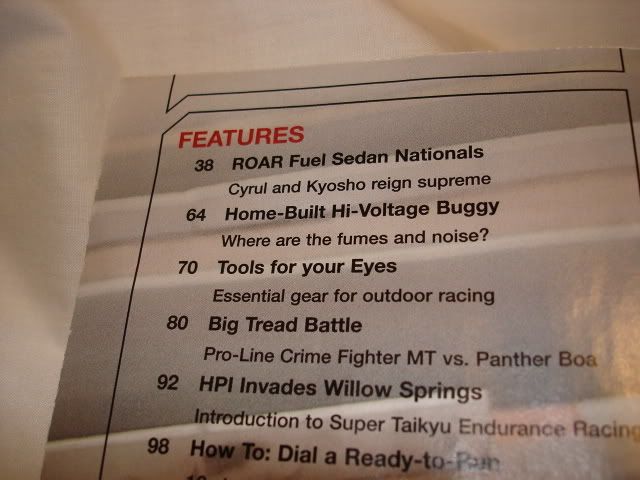 FEATURES
38 ROAR Fuel Sedan Nationals
Cyrul and Kyosho reign supreme
64 Home-Built Hi-Voltage Buggy
Where are the fumes and noise?
70 Tools for your Eyes
Essential gear for outdoor racing
80 Big Tread Battle
Pro-Line Crime Fighter MT vs. Panther Boa
92 HPI Invades Willow Springs
Introduction to Super Taikyu Endurance Racing
98 How To: Dial a Ready-to-Run